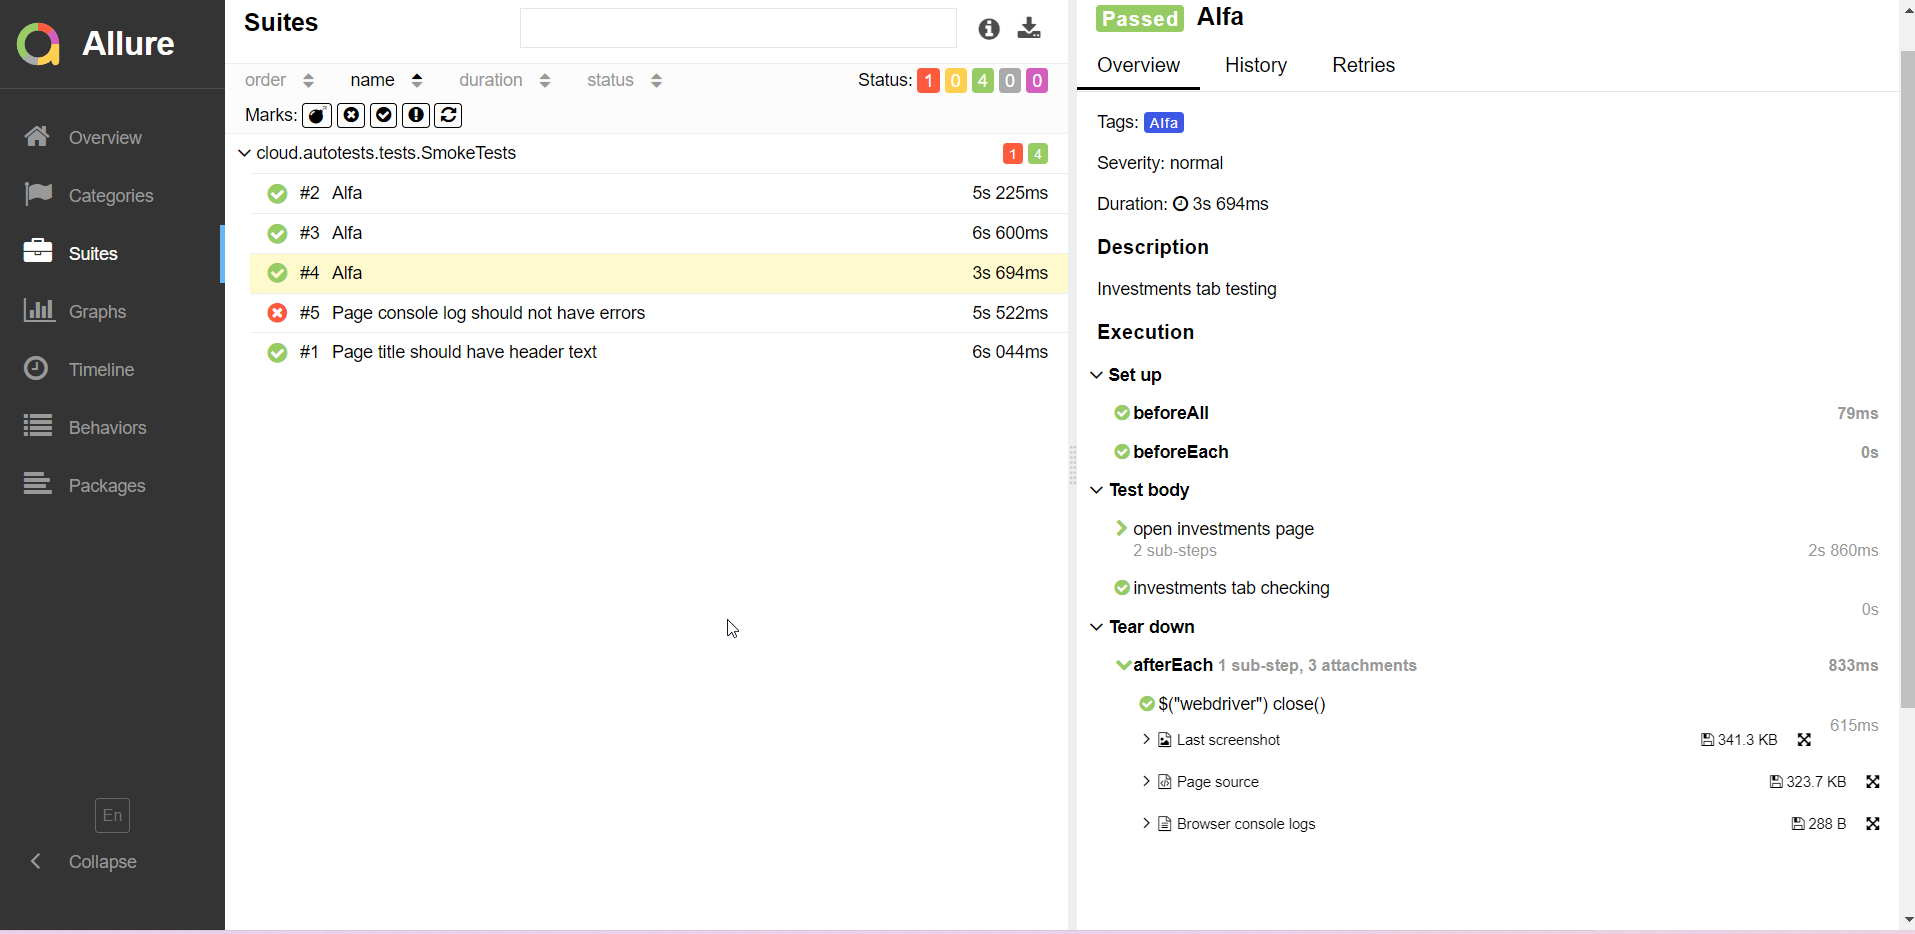 Allure
Overview
Categories
Suites
Graphs
Timeline
Behaviors
Packages
En
Collapse
Suites
order name duration status Status: 1 0 4 0 0
Marks:
cloud.autotests.tests.SmokeTests 1 4
#2 Alfa 5s 225ms
#3 Alfa 6s 600ms
#4 Alfa 3s 694ms
#5 Page console log should not have errors 5s 522ms
#1 Page title should have header text 6s 044ms
Passed Alfa
Overview History Retries
Tags: Alfa
Severity: normal
Duration: 3s 694ms
Description
Investments tab testing
Execution
Set up
beforeAll 79ms
beforeEach 0s
Test body
open investments page
2 sub-steps 2s 860ms
investments tab checking
0s
Tear down
afterEach 1 sub-step, 3 attachments 833ms
$("webdriver") close()
615ms
Last screenshot 341.3 KB
Page source 323.7 KB
Browser console logs 288 B